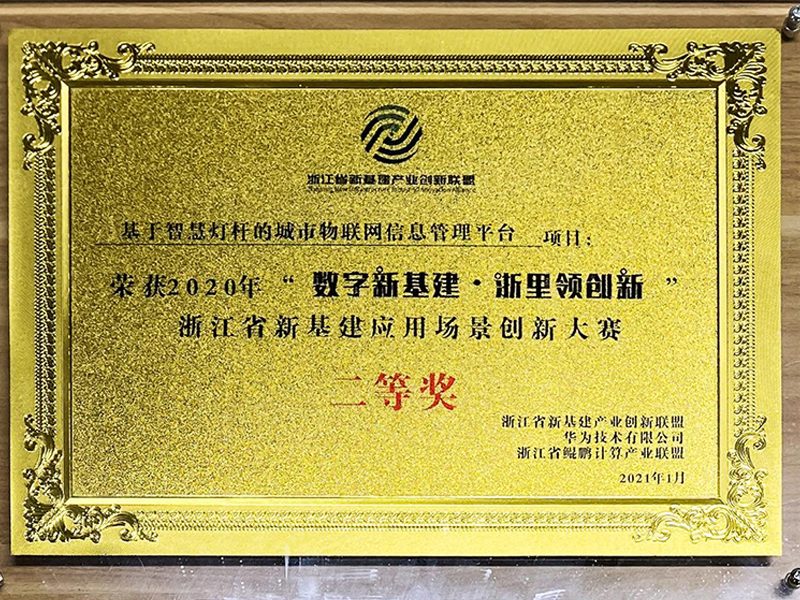 浙江省新基建产业创新联盟
基于智慧灯杆的城市物联网信息管理平台 项目：
荣获2020年“数字新基建·浙里领创新”
浙江省新基建应用场景创新大赛
二等奖
浙江省新基建产业创新联盟
华为技术有限公司
浙江省鲲鹏计算产业联盟
2021年1月